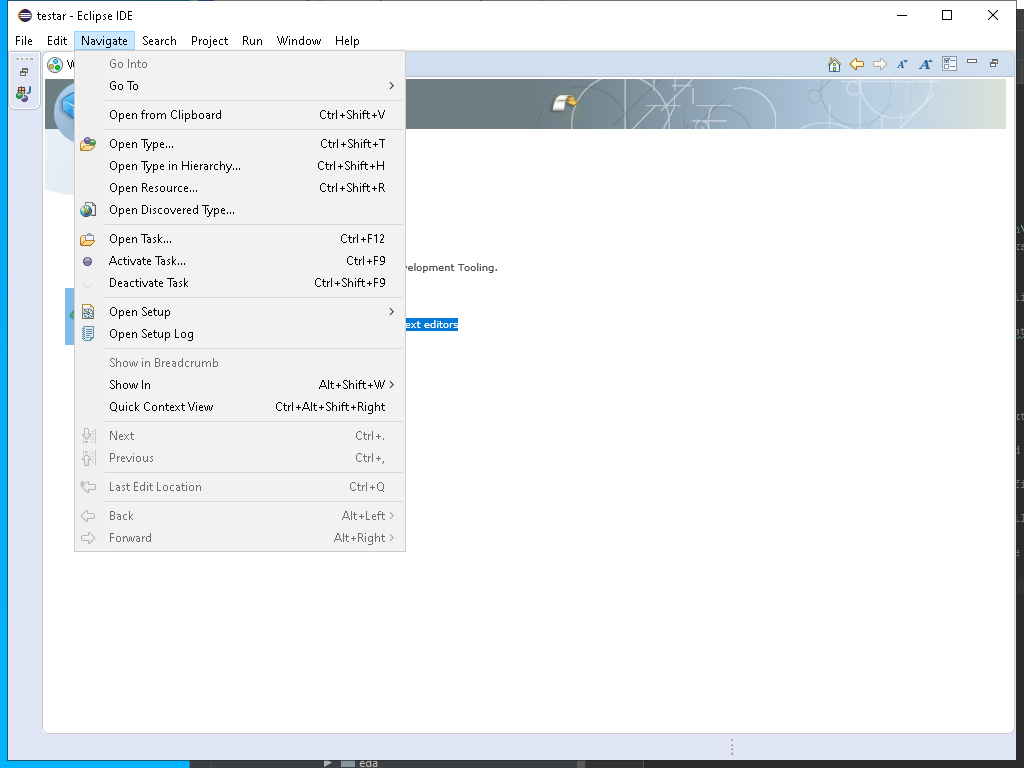 testar - Eclipse IDE
File Edit Navigate Search Project Run Window Help
Go Into
Go To
Open from Clipboard Ctrl+Shift+V
Open Type... Ctrl+Shift+T
Open Type in Hierarchy... Ctrl+Shift+H
Open Resource... Ctrl+Shift+R
Open Discovered Type...
Open Task... Ctrl+F12
Activate Task... Ctrl+F9
velopment Tooling.
Deactivate Task Ctrl+Shift+F9
Open Setup
ext editors
Open Setup Log
Show in Breadcrumb
Show In Alt+Shift+W
Quick Context View Ctrl+Alt+Shift+Right
Next Ctrl+.
Previous Ctrl+,
Last Edit Location Ctrl+Q
Back Alt+Left
Forward Alt+Right
eda